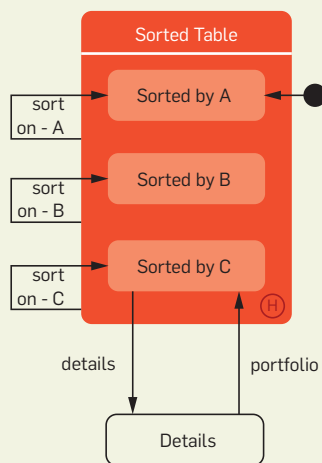 Sorted Table
sort
on - A
Sorted by A
sort
on - B
Sorted by B
sort
on - C
Sorted by C
H
details
portfolio
Details